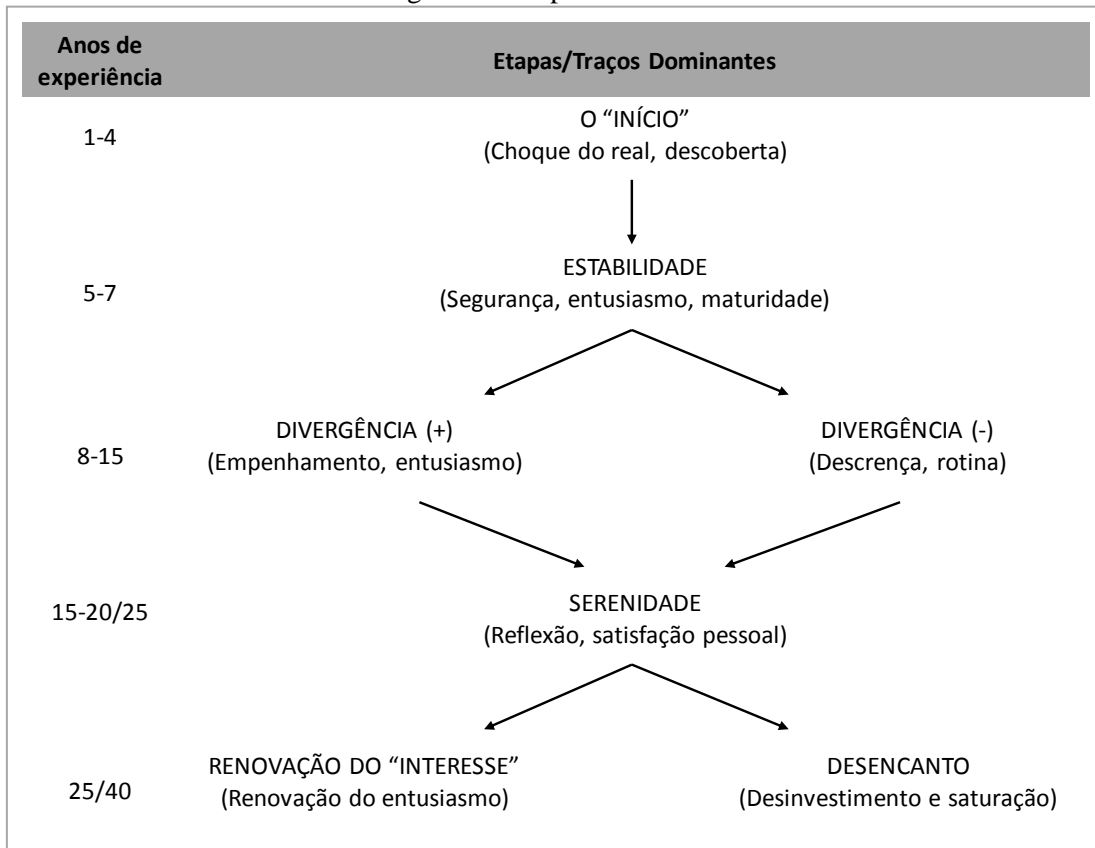 Anos de
experiência
Etapas/Traços Dominantes
1-4
O “INÍCIO”
(Choque do real, descoberta)
5-7
ESTABILIDADE
(Segurança, entusiasmo, maturidade)
8-15
DIVERGÊNCIA (+)
(Empenhamento, entusiasmo)
DIVERGÊNCIA (-)
(Descrença, rotina)
15-20/25
SERENIDADE
(Reflexão, satisfação pessoal)
25/40
RENOVAÇÃO DO “INTERESSE”
(Renovação do entusiasmo)
DESENCANTO
(Desinvestimento e saturação)